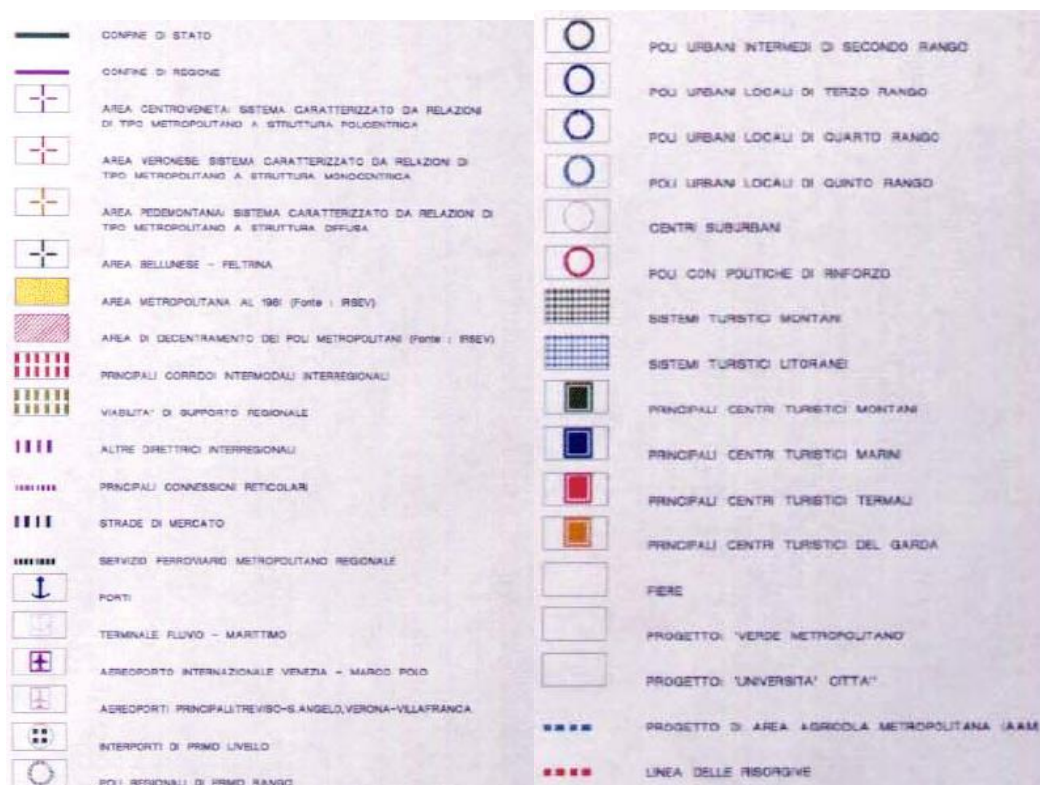 CONFINE DI STATO
CONFINE DI REGIONE
AREA CENTROVENETA: SISTEMA CARATTERIZZATO DA RELAZIONI
DI TIPO METROPOLITANO A STRUTTURA POLICENTRICA
AREA VERONESE SISTEMA CARATTERIZZATO DA RELAZIONI DI
TIPO METROPOLITANO A STRUTTURA MONOCENTRICA
AREA PEDEMONTANA: SISTEMA CARATTERIZZATO DA RELAZIONI DI
TIPO METROPOLITANO A STRUTTURA DIFFUSA
AREA BELLUNESE - FELTRINA
AREA METROPOLITANA AL 1981 (Fonte : IRSEV)
AREA DI DECENTRAMENTO DEI POLI METROPOLITANI (Fonte : IRSEV)
PRINCIPALI CORRIDOI INTERMODALI INTERREGIONALI
VIABILITA' DI SUPPORTO REGIONALE
ALTRE DIRETTRICI INTERREGIONALI
PRINCIPALI CONNESSIONI RETICOLARI
STRADE DI MERCATO
SERVIZIO FERROVIARIO METROPOLITANO REGIONALE
PORTI
TERMINALE FLUVIO - MARITTIMO
AEREOPORTO INTERNAZIONALE VENEZIA - MARCO POLO
AEREOPORTI PRINCIPALI:TREVISO-S.ANGELO,VERONA-VILLAFRANCA
INTERPORTI DI PRIMO LIVELLO
POLI REGIONALI DI PRIMO RANGO
POLI URBANI INTERMEDI DI SECONDO RANGO
POLI URBANI LOCALI DI TERZO RANGO
POLI URBANI LOCALI DI QUARTO RANGO
POLI URBANI LOCALI DI QUINTO RANGO
CENTRI SUBURBANI
POLI CON POLITICHE DI RINFORZO
SISTEMI TURISTICI MONTANI
SISTEMI TURISTICI LITORANEI
PRINCIPALI CENTRI TURISTICI MONTANI
PRINCIPALI CENTRI TURISTICI MARINI
PRINCIPALI CENTRI TURISTICI TERMALI
PRINCIPALI CENTRI TURISTICI DEL GARDA
FIERE
PROGETTO: 'VERDE METROPOLITANO'
PROGETTO: 'UNIVERSITA' CITTA''
PROGETTO DI AREA AGRICOLA METROPOLITANA (AAM
LINEA DELLE RISORGIVE